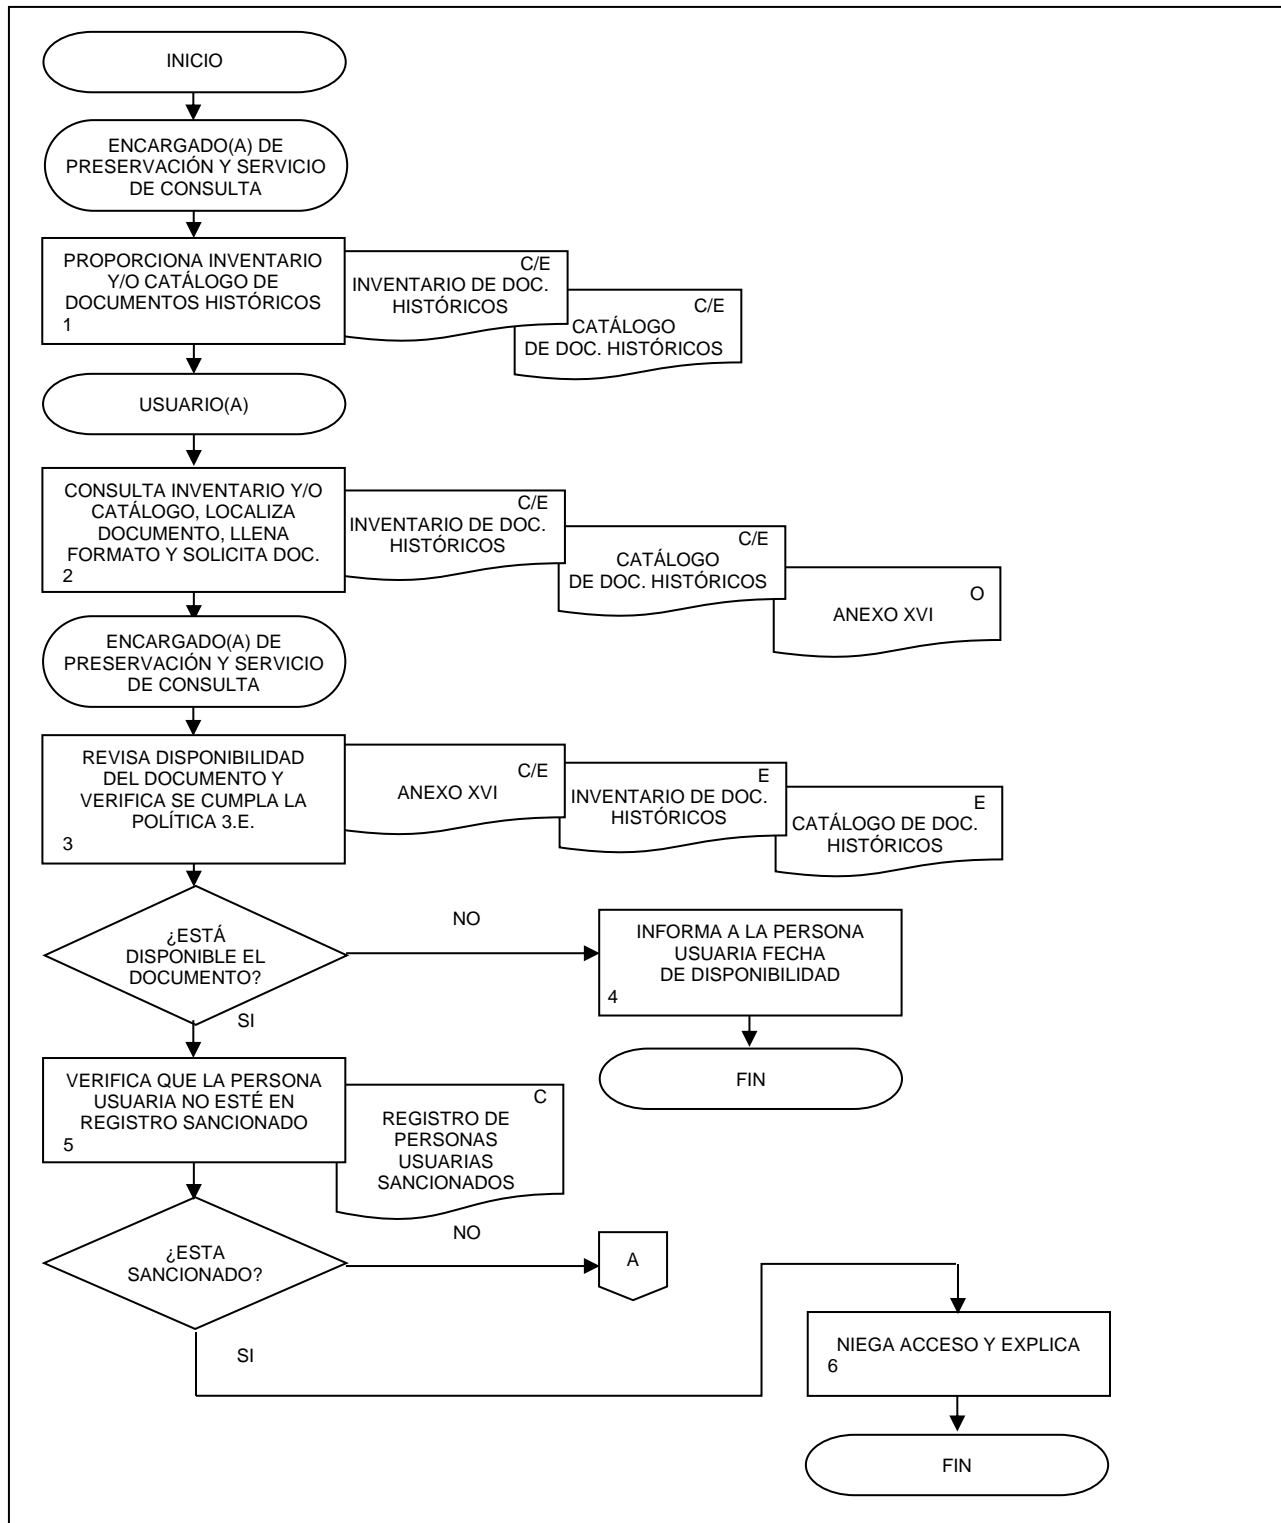 INICIO
ENCARGADO(A) DE
PRESERVACIÓN Y SERVICIO
DE CONSULTA
PROPORCIONA INVENTARIO
Y/O CATÁLOGO DE
DOCUMENTOS HISTÓRICOS
1
C/E
INVENTARIO DE DOC.
HISTÓRICOS
C/E
CATÁLOGO
DE DOC. HISTÓRICOS
USUARIO(A)
CONSULTA INVENTARIO Y/O
CATÁLOGO, LOCALIZA
DOCUMENTO, LLENA
FORMATO Y SOLICITA DOC.
2
C/E
INVENTARIO DE DOC.
HISTÓRICOS
C/E
CATÁLOGO
DE DOC. HISTÓRICOS
O
ANEXO XVI
ENCARGADO(A) DE
PRESERVACIÓN Y SERVICIO
DE CONSULTA
REVISA DISPONIBILIDAD
DEL DOCUMENTO Y
VERIFICA SE CUMPLA LA
POLÍTICA 3.E.
3
C/E
ANEXO XVI
E
INVENTARIO DE DOC.
HISTÓRICOS
E
CATÁLOGO DE DOC.
HISTÓRICOS
¿ESTÁ
DISPONIBLE EL
DOCUMENTO?
NO
INFORMA A LA PERSONA
USUARIA FECHA
DE DISPONIBILIDAD
4
FIN
SI
VERIFICA QUE LA PERSONA
USUARIA NO ESTÉ EN
REGISTRO SANCIONADO
5
C
REGISTRO DE
PERSONAS
USUARIAS
SANCIONADOS
¿ESTA
SANCIONADO?
NO
A
SI
NIEGA ACCESO Y EXPLICA
6
FIN